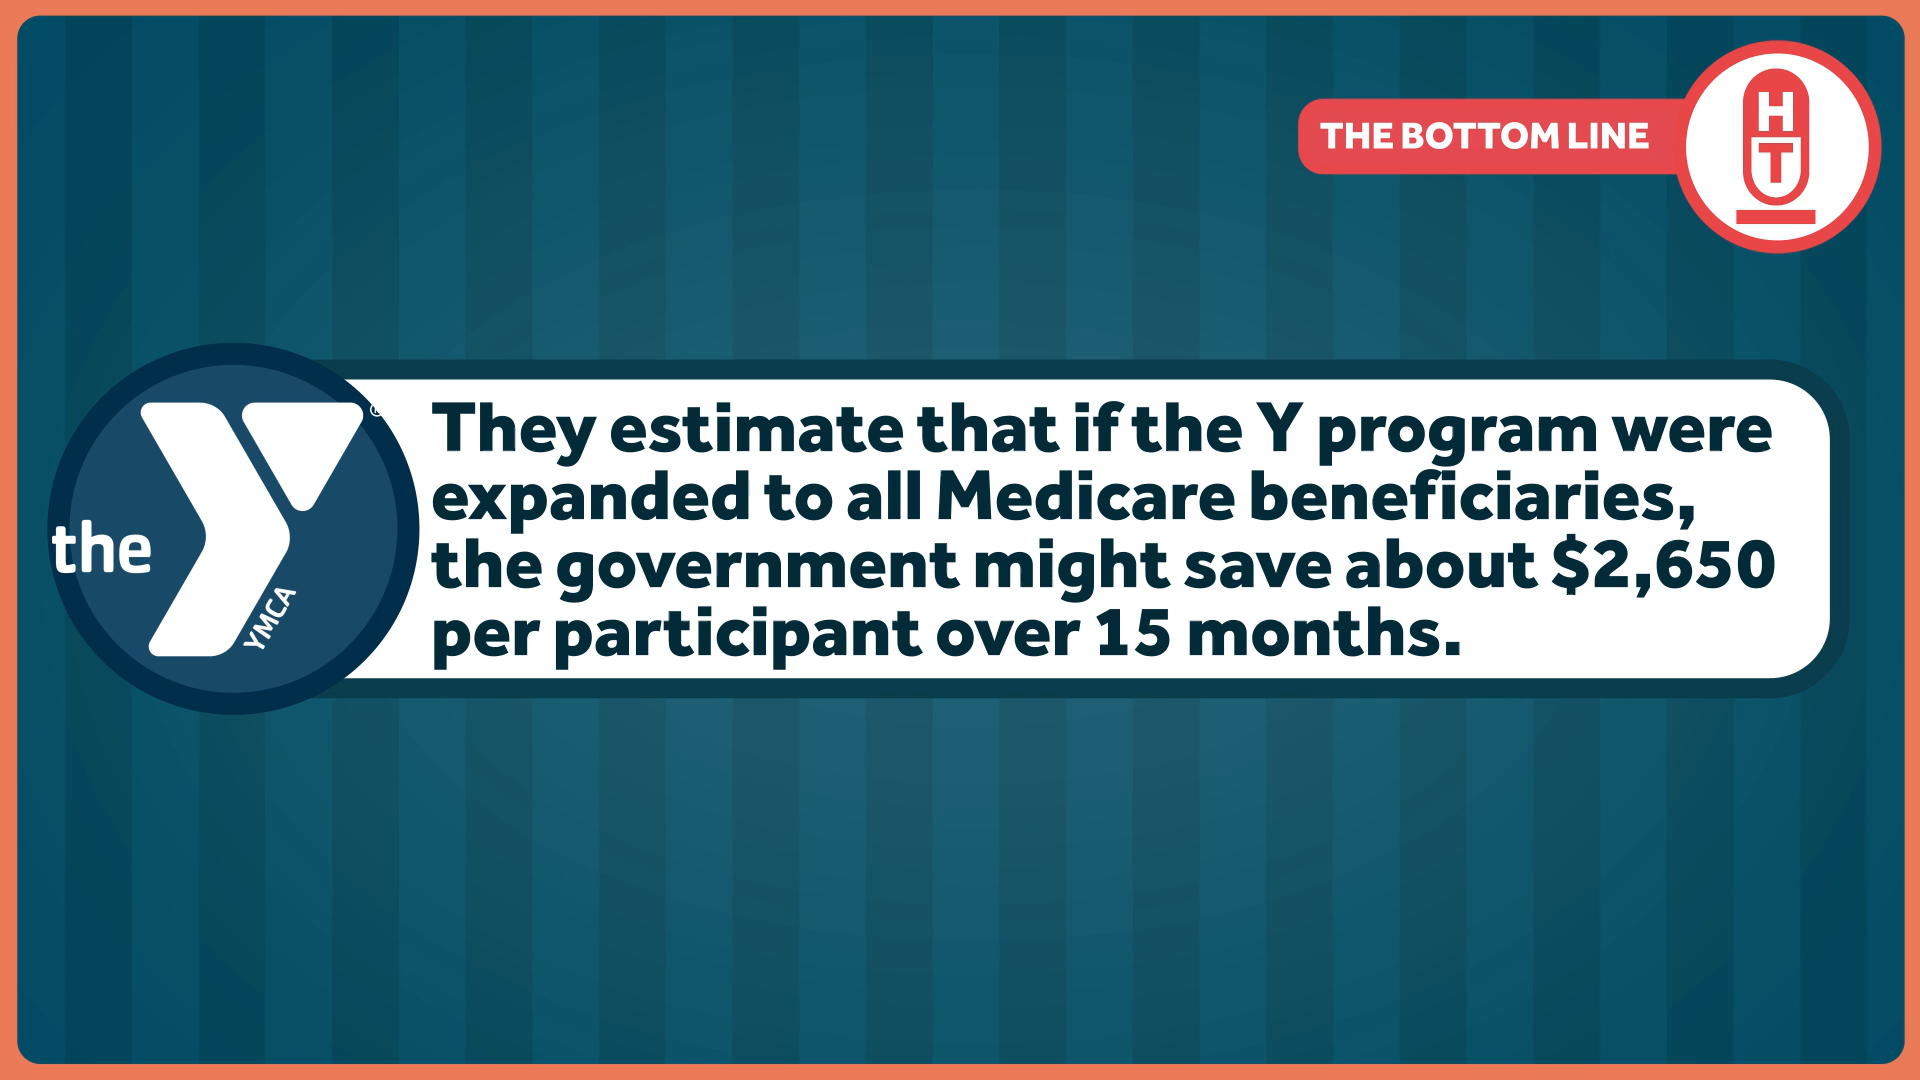 THE BOTTOM LINE
H
T
the
YMCA
®
They estimate that if the Y program were
expanded to all Medicare beneficiaries,
the government might save about $2,650
per participant over 15 months.